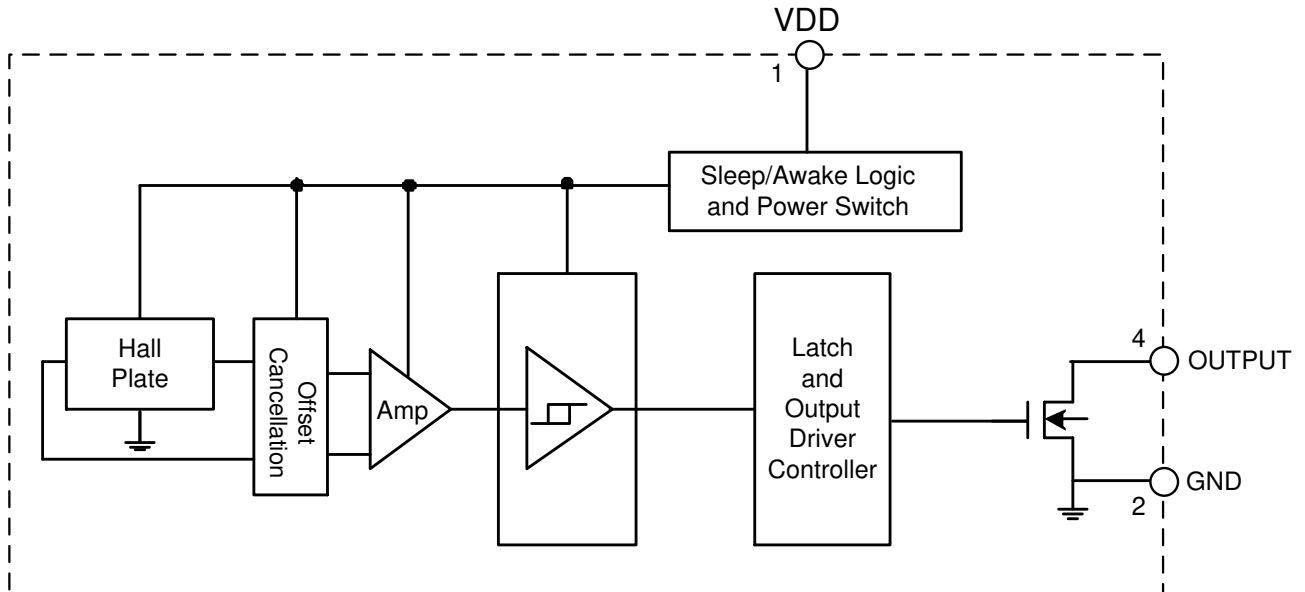 VDD
1
Sleep/Awake Logic
and Power Switch
Hall
Plate
Offset
Cancellation
Amp
Latch
and
Output
Driver
Controller
4
OUTPUT
GND
2